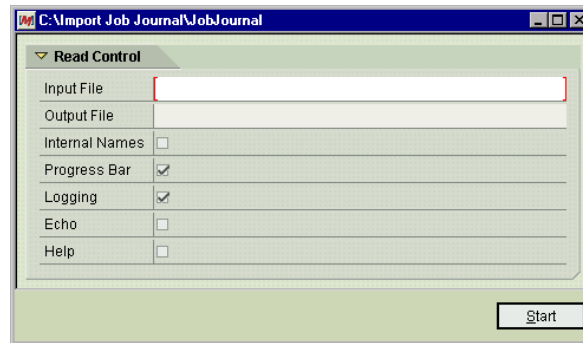 C:\Import Job Journal\JobJournal
Read Control
Input File
Output File
Internal Names
Progress Bar
Logging
Echo
Help
Start